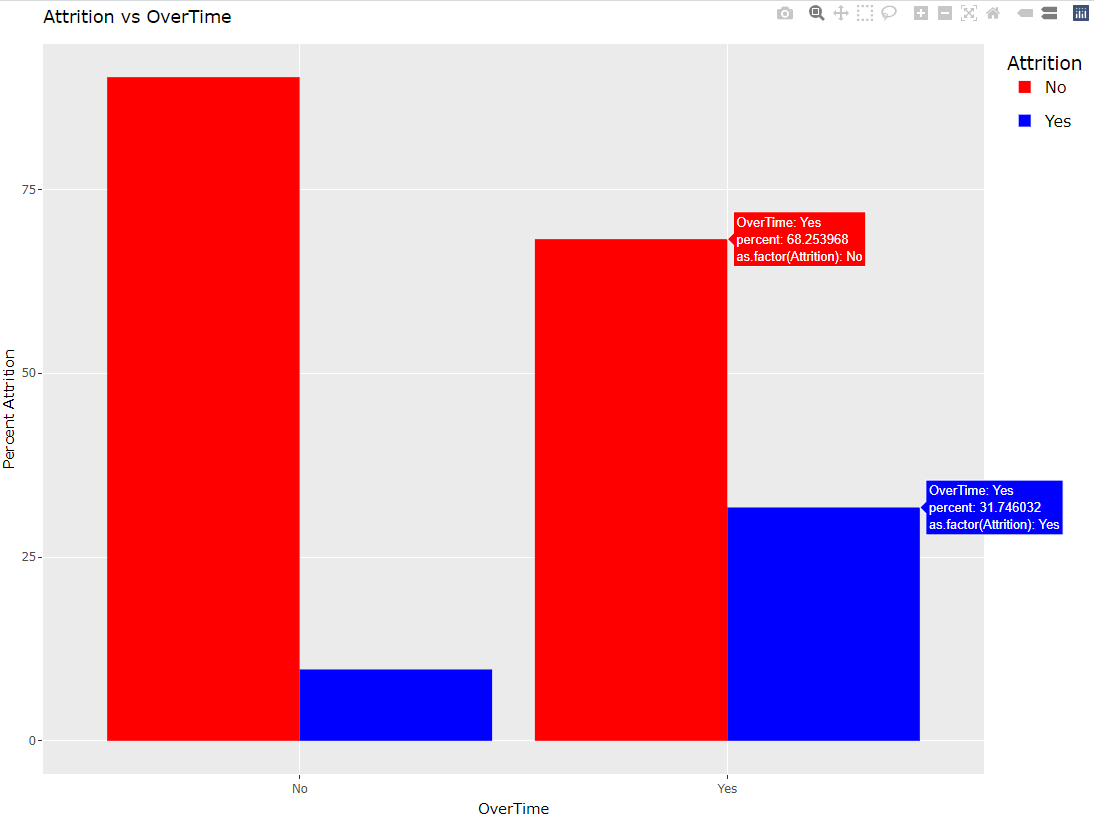 Attrition vs OverTime
Attrition
No
Yes
75
50
25
0
Percent Attrition
OverTime: Yes
percent: 68.253968
as.factor(Attrition): No
OverTime: Yes
percent: 31.746032
as.factor(Attrition): Yes
No
Yes
OverTime